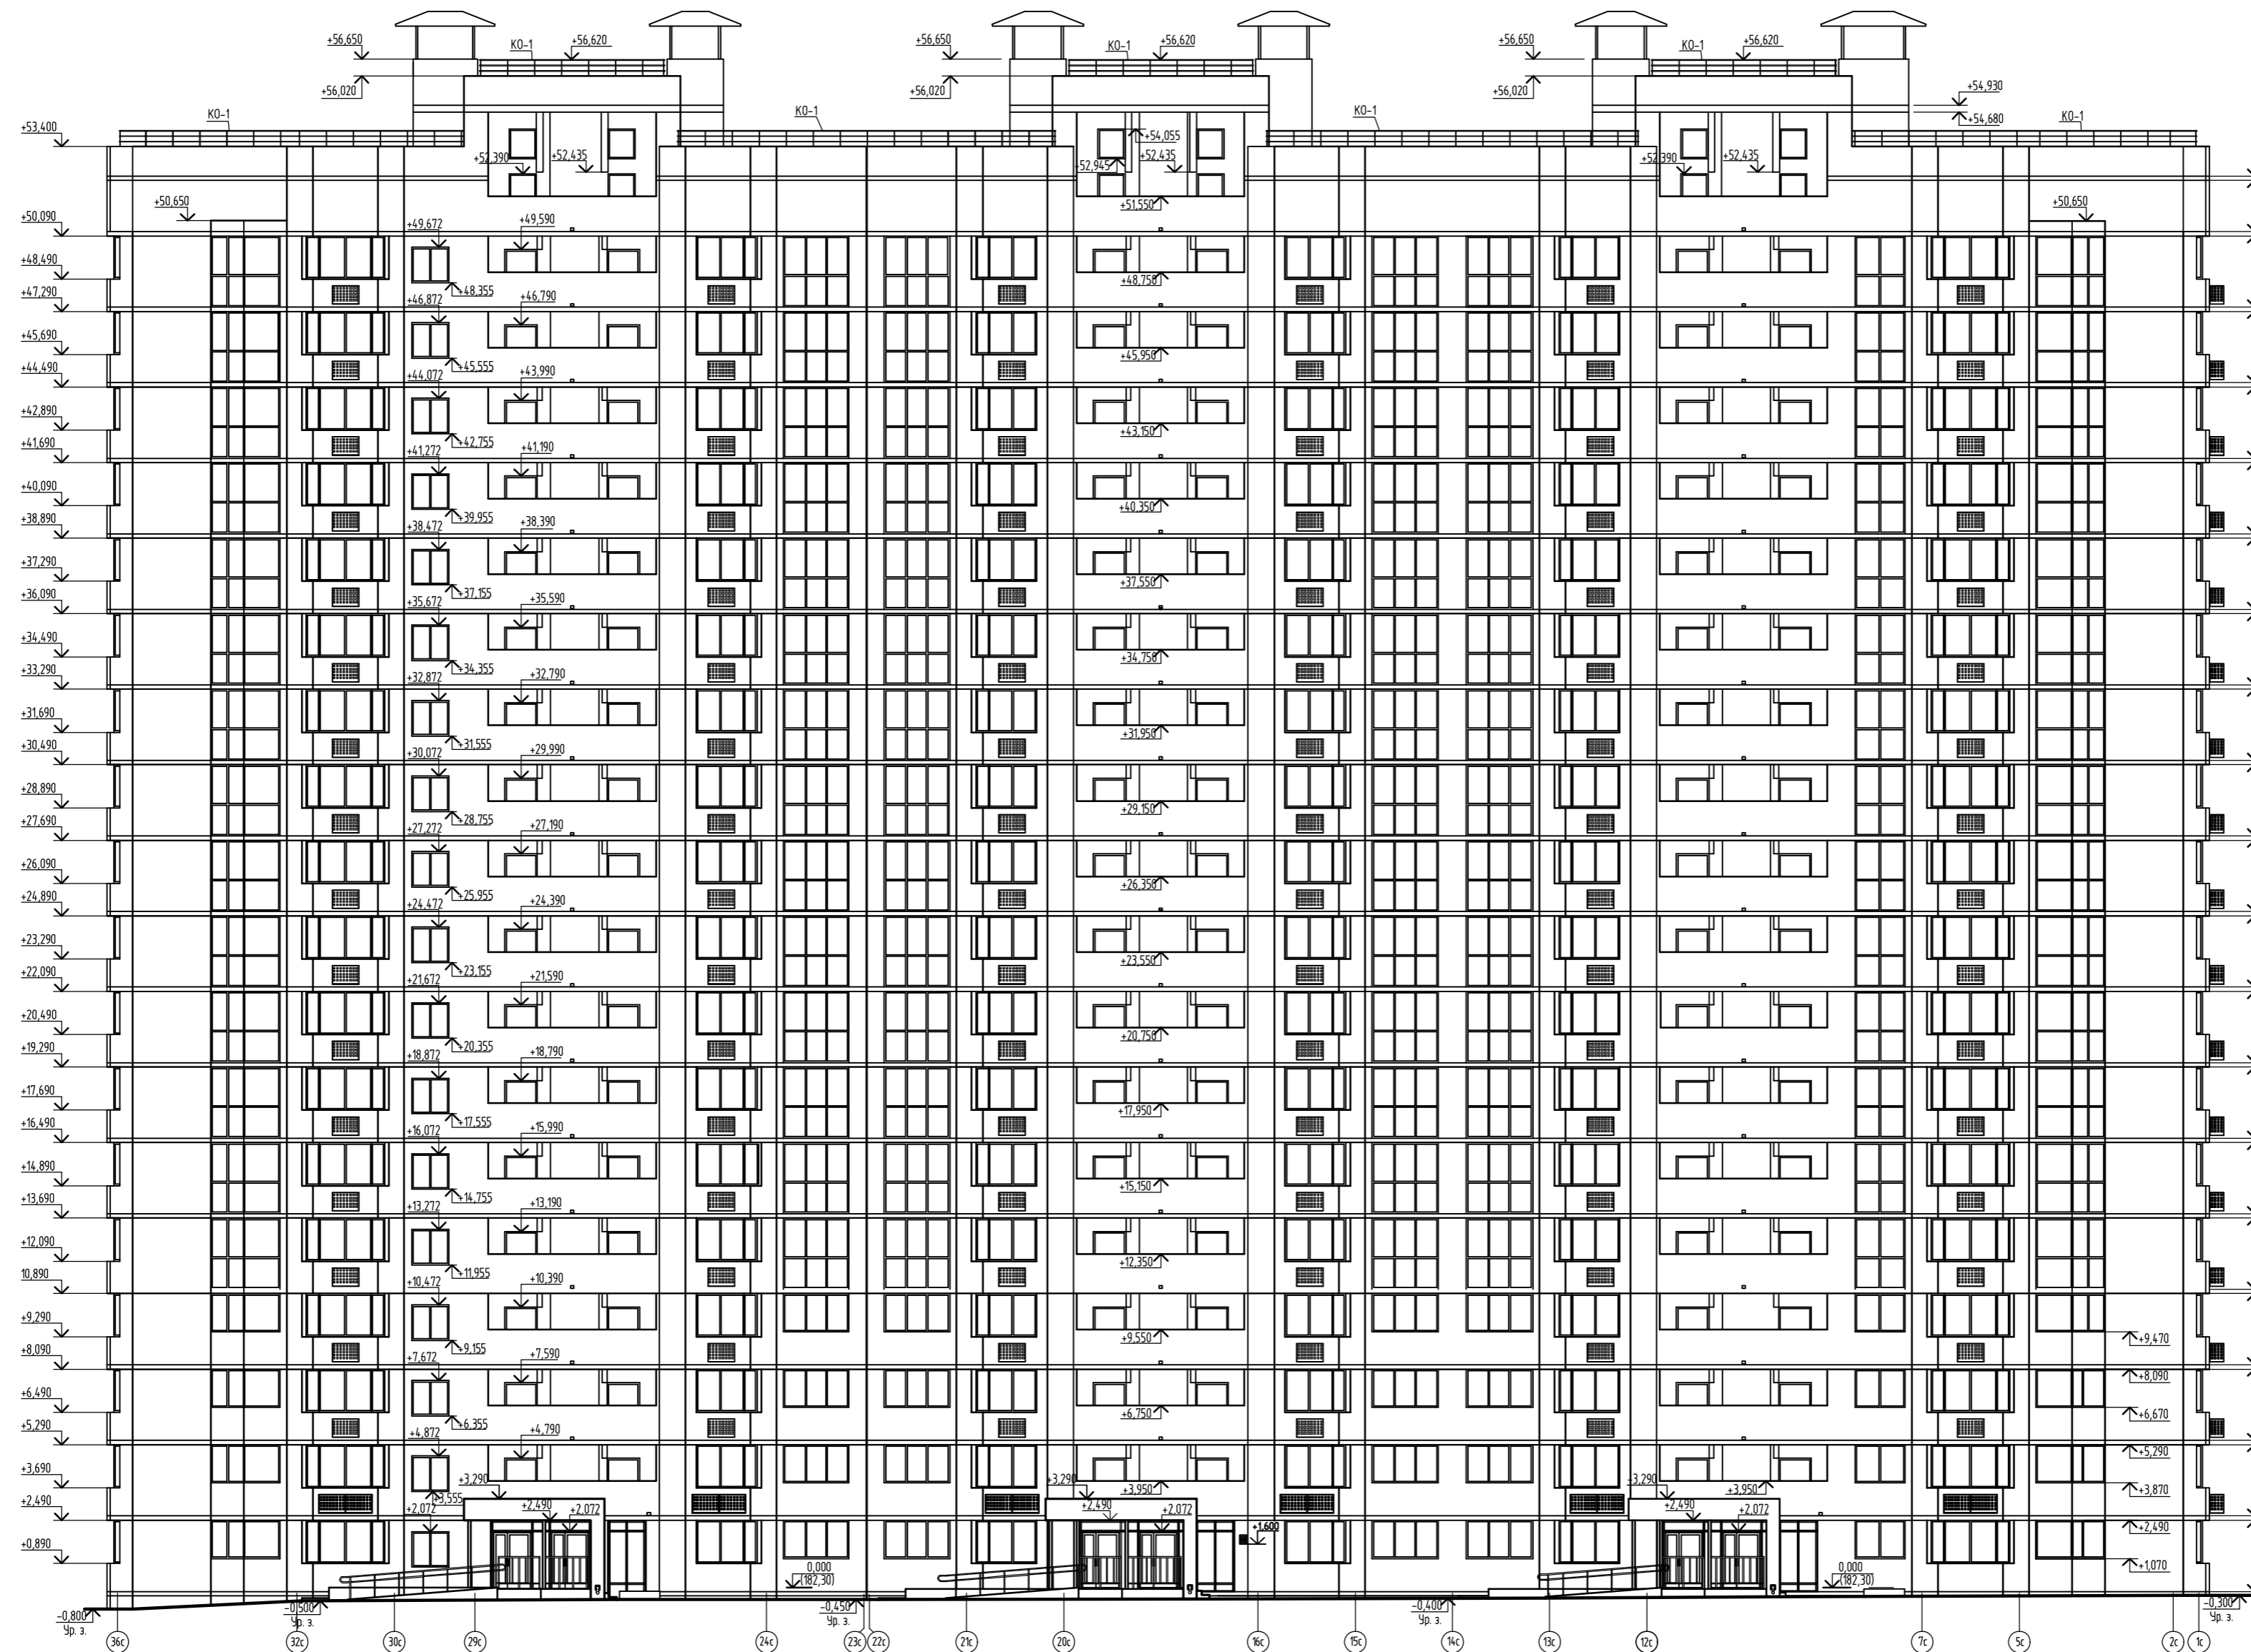 +56,650 КО-1 +56,620 +56,650 КО-1 +56,620 +56,650 КО-1 +56,620
+56,020 +56,020 +56,020 +54,930
КО-1 КО-1 КО-1 +54,680 КО-1
+53,400 +54,055
+52,390 +52,435 +52,945 +52,435 +52,390 +52,435
+50,650 +51,550 +50,650
+50,090 +49,672 +49,590
+48,490 +48,355 +48,750
+47,290 +46,872 +46,790
+45,690 +45,555 +45,950
+44,490 +44,072 +43,990
+42,890 +42,755 +43,150
+41,690 +41,272 +41,190
+40,090 +39,955 +40,350
+38,890 +38,472 +38,390
+37,290 +37,155 +37,550
+36,090 +35,672 +35,590
+34,490 +34,355 +34,750
+33,290 +32,872 +32,790
+31,690 +31,555 +31,950
+30,490 +30,072 +29,990
+28,890 +28,755 +29,150
+27,690 +27,272 +27,190
+26,090 +25,955 +26,350
+24,890 +24,472 +24,390
+23,290 +23,155 +23,550
+22,090 +21,672 +21,590
+20,490 +20,355 +20,750
+19,290 +18,872 +18,790
+17,690 +17,555 +17,950
+16,490 +16,072 +15,990
+14,890 +14,755 +15,150
+13,690 +13,272 +13,190
+12,090 +11,955 +12,350
10,890 +10,472 +10,390
+9,290 +9,155 +9,550 +9,470
+8,090 +7,672 +7,590 +8,090
+6,490 +6,355 +6,750 +6,670
+5,290 +4,872 +4,790 +5,290
+3,690 +3,290 +3,290 +3,950 +3,290 +3,950 +3,870
+2,490 +3,555 +2,072 +2,490 +2,072 +2,490 +2,072 +2,490 +2,072 +2,490
+0,890 +1,600 +1,070
0,000 0,000
(182,30) (182,30)
-0,800 -0,500 -0,450 -0,400 -0,300
Ур. з. Ур. з. Ур. з. Ур. з. Ур. з.
36с 32с 30с 29с 24с 23с 22с 21с 20с 16с 15с 14с 13с 12с 7с 5с 2с 1с